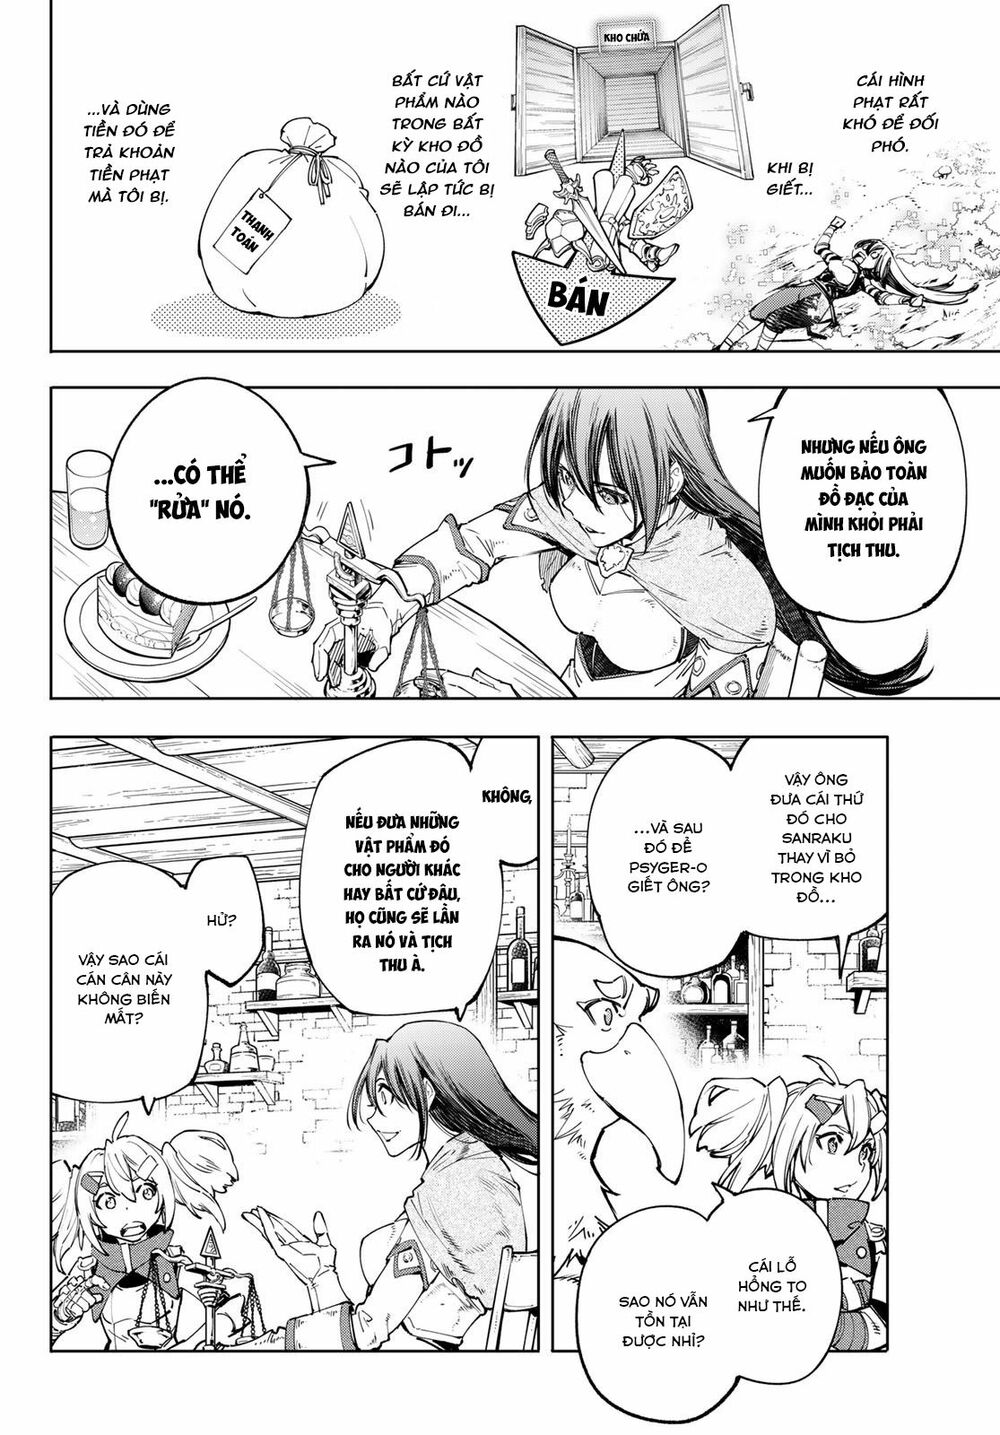 CÁI HÌNH
PHẠT RẤT
KHÓ ĐỂ ĐỐI
PHÓ.
KHI BỊ
GIẾT...
KHO CHỨA
BẤT CỨ VẬT
PHẨM NÀO
TRONG BẤT
KỲ KHO ĐỒ
NÀO CỦA TÔI
SẼ LẬP TỨC BỊ
BÁN ĐI...
BÁN
...VÀ DÙNG
TIỀN ĐÓ ĐỂ
TRẢ KHOẢN
TIỀN PHẠT
MÀ TÔI BỊ.
THANH
TOÁN
NHƯNG NẾU ÔNG
MUỐN BẢO TOÀN
ĐỒ ĐẠC CỦA
MÌNH KHỎI PHẢI
TỊCH THU.
コトッ
...CÓ THỂ
"RỬA" NÓ.
VẬY ÔNG
ĐƯA CÁI THỨ
ĐÓ CHO
SANRAKU
THAY VÌ BỎ
TRONG KHO
ĐỒ...
...VÀ SAU
ĐÓ ĐỂ
PSYGER-O
GIẾT ÔNG?
CÁI LỖ
HỔNG TO
NHƯ THẾ.
SAO NÓ VẪN
TỒN TẠI
ĐƯỢC NHỈ?
KHÔNG,
NẾU ĐƯA NHỮNG
VẬT PHẨM ĐÓ
CHO NGƯỜI KHÁC
HAY BẤT CỨ ĐÂU,
HỌ CŨNG SẼ LẦN
RA NÓ VÀ TỊCH
THU À.
HỬ?
VẬY SAO CÁI
CÁN CÂN NÀY
KHÔNG BIẾN
MẤT?